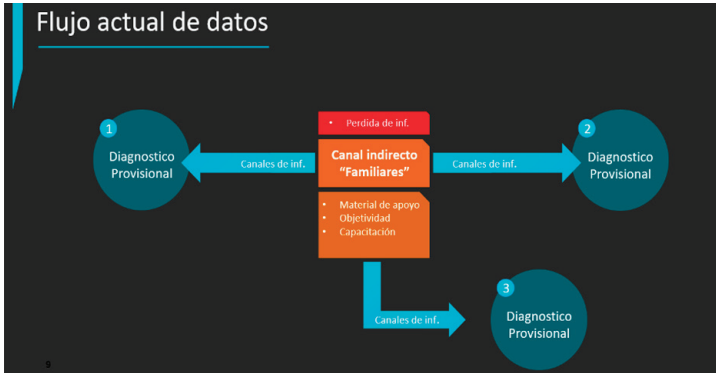 Flujo actual de datos
• Perdida de inf.
1
Diagnostico
Provisional
Canales de inf.
Canal indirecto
"Familiares"
Canales de inf.
2
Diagnostico
Provisional
• Material de apoyo
• Objetividad
• Capacitación
Canales de inf.
3
Diagnostico
Provisional
9